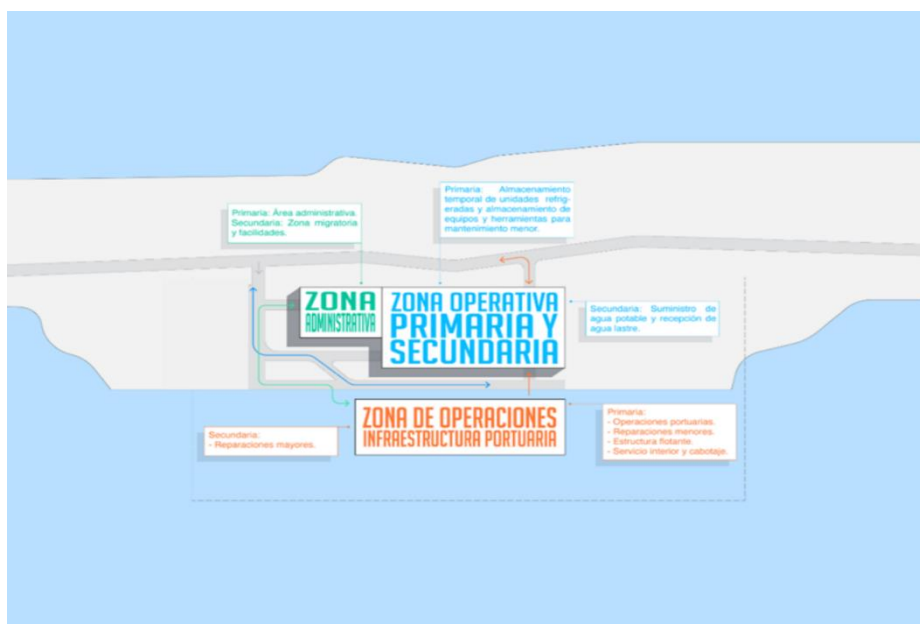 Primaria: Almacenamiento
temporal de unidades refrig-
eradas y almacenamiento de
equipos y herramientas para
mantenimiento menor.
Primaria: Área administrativa.
Secundaria: Zona migratoria
y facilidades.
ZONA
ADMINISTRATIVA
ZONA OPERATIVA
PRIMARIA Y
SECUNDARIA
Secundaria: Suministro de
agua potable y recepción de
agua lastre.
ZONA DE OPERACIONES
INFRAESTRUCTURA PORTUARIA
Secundaria:
- Reparaciones mayores.
Primaria:
- Operaciones portuarias.
- Reparaciones menores.
- Estructura flotante.
- Servicio interior y cabotaje.